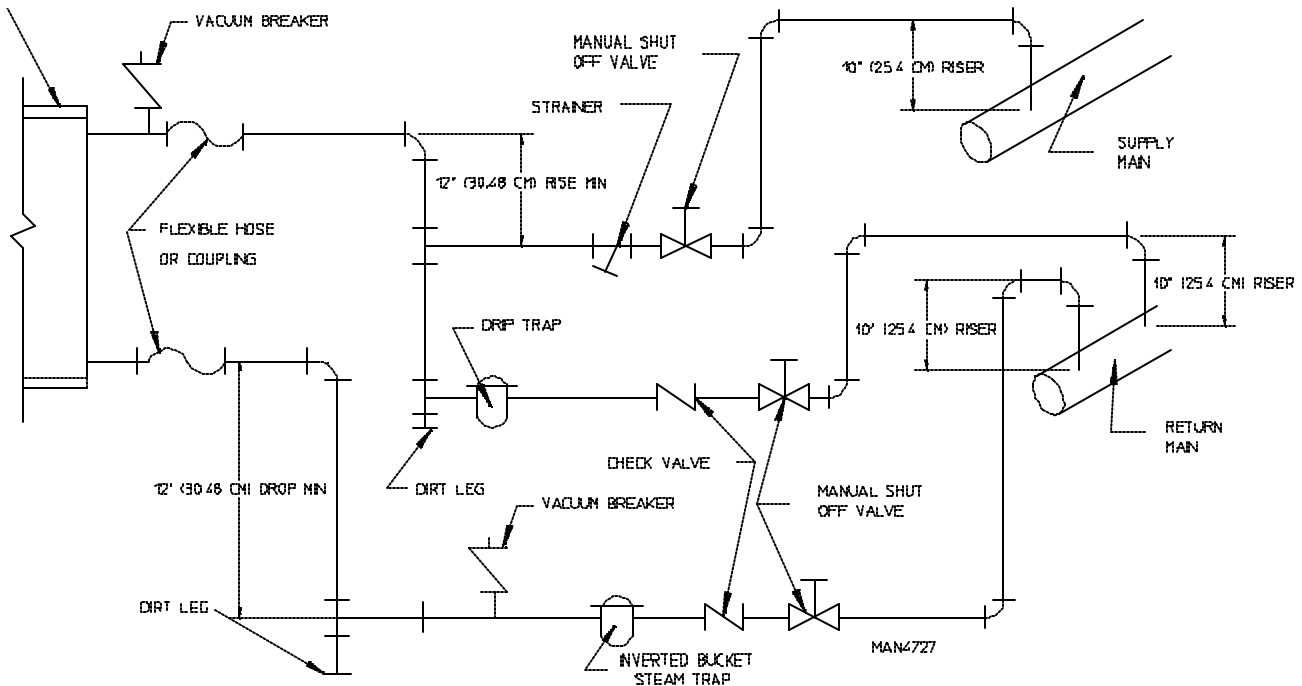 VACUUM BREAKER
MANUAL SHUT
OFF VALVE
10" (25.4 CM) RISER
STRAINER
SUPPLY
MAIN
12" (30.48 CM) RISE MIN
FLEXIBLE HOSE
OR COUPLING
10" (25.4 CM) RISER
10" (25.4 CM) RISER
DRIP TRAP
RETURN
MAIN
CHECK VALVE
12" (30.48 CM) DROP MIN
DIRT LEG
MANUAL SHUT
OFF VALVE
VACUUM BREAKER
DIRT LEG
MAN4727
INVERTED BUCKET
STEAM TRAP